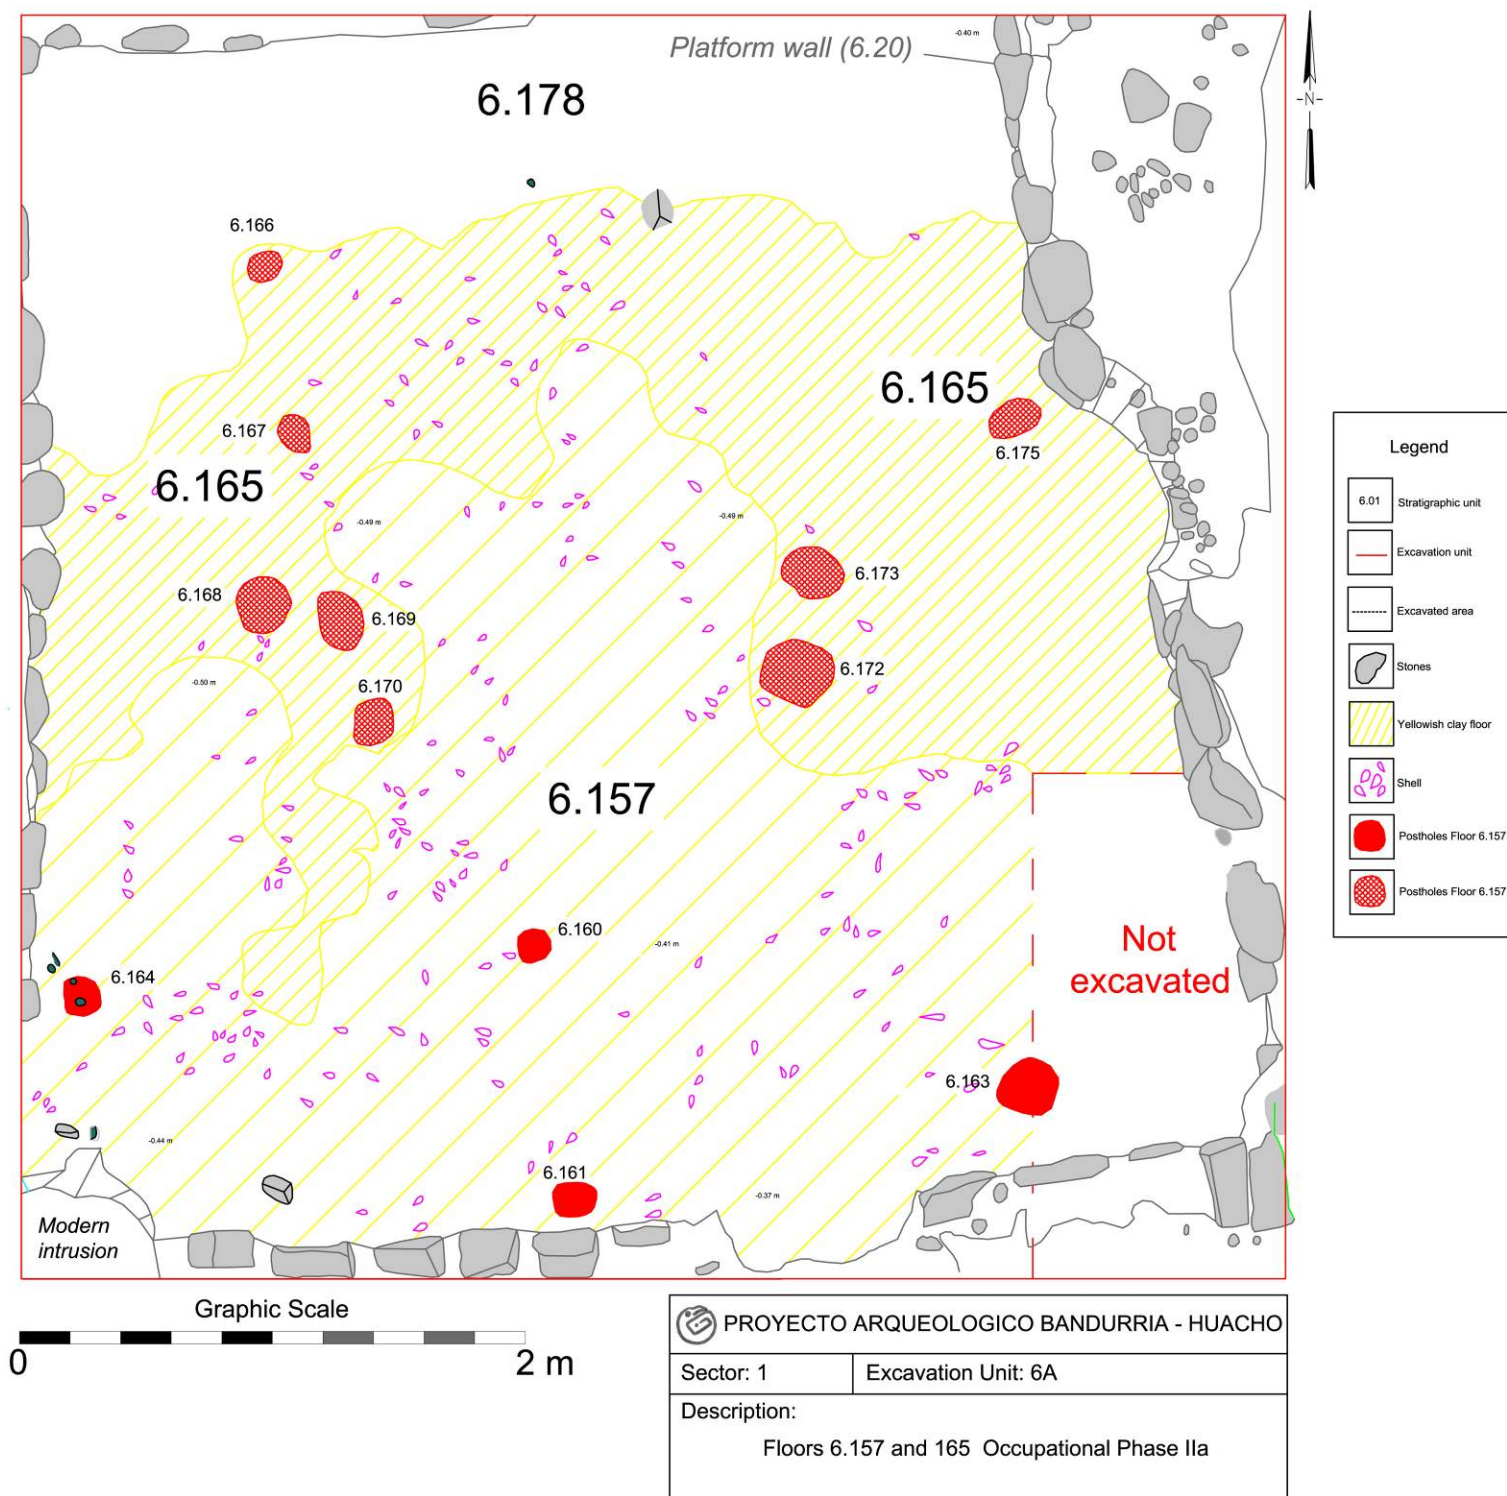 Platform wall (6.20)
-0.40 m
-N-
6.178
6.166
6.165
6.167
6.175
6.165
Legend
6.01 Stratigraphic unit
-0.49 m
-0.49 m
Excavation unit
6.173
6.168
6.169
Excavated area
6.172
Stones
-0.50 m
6.170
Yellowish clay floor
6.157
Shell
Postholes Floor 6.157
Postholes Floor 6.157
6.160
-0.41 m
Not
excavated
6.164
6.163
-0.44 m
6.161
-0.37 m
Modern
intrusion
Graphic Scale
0 2 m
PROYECTO ARQUEOLOGICO BANDURRIA - HUACHO
Sector: 1 Excavation Unit: 6A
Description:
Floors 6.157 and 165 Occupational Phase IIa